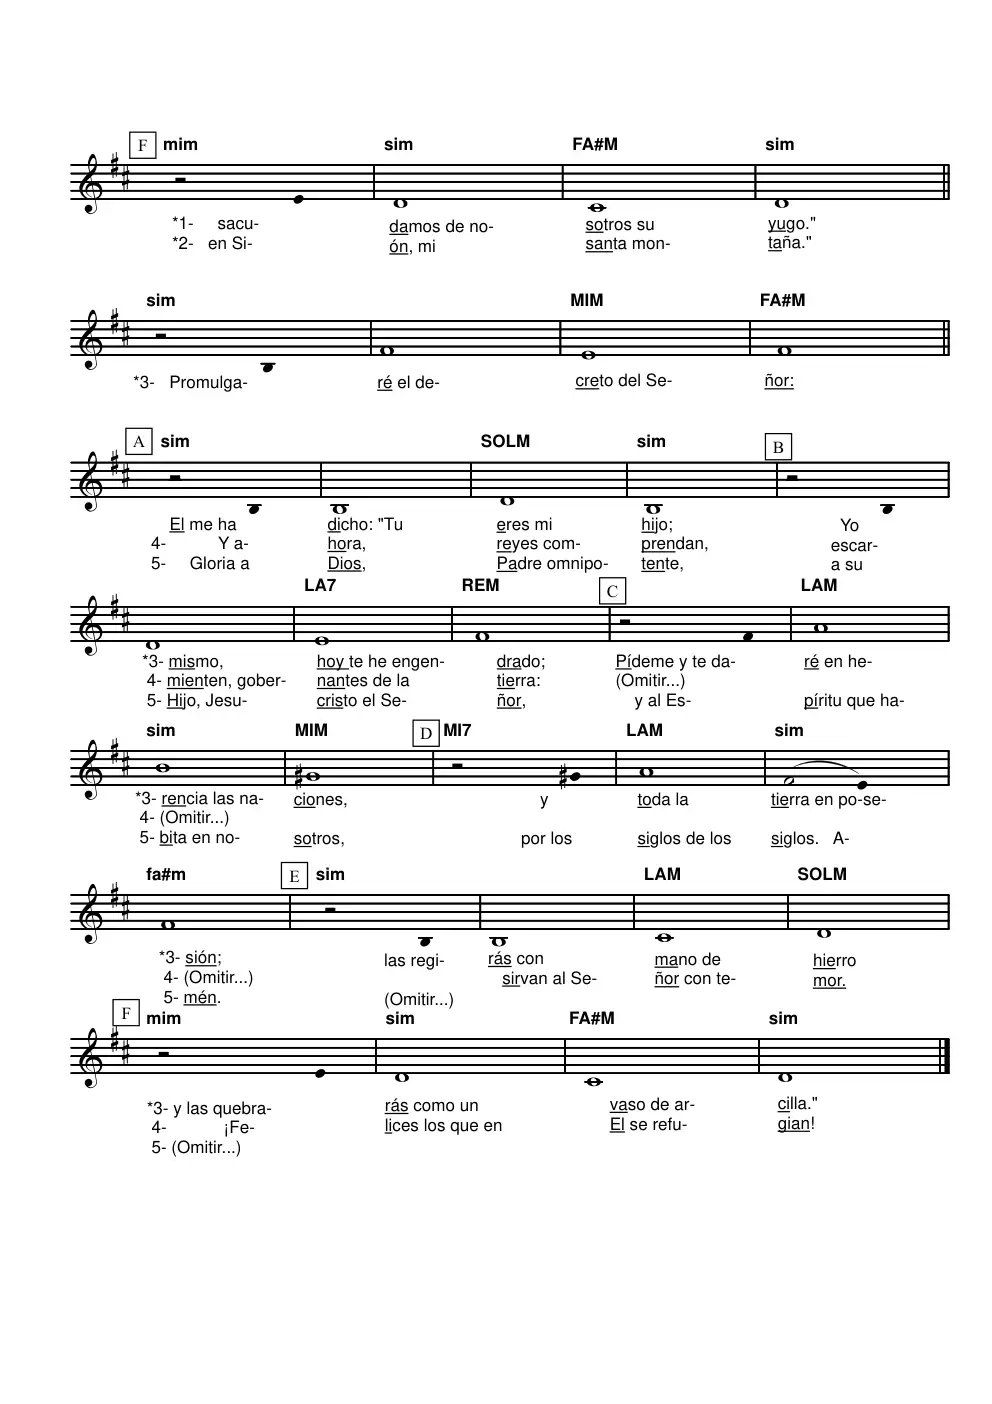 F mim sim FA#M sim
*1- sacu- damos de no- sotros su yugo."
*2- en Si- ón, mi santa mon- taña."
sim MIM FA#M
*3- Promulga- ré el de- creto del Se- ñor:
A sim SOLM sim B
El me ha dicho: "Tu eres mi hijo; Yo
4- Y a- hora, reyes com- prendan, escar-
5- Gloria a Dios, Padre omnipo- tente, a su
LA7 REM C LAM
*3- mismo, hoy te he engen- drado; Pídeme y te da- ré en he-
4- mienten, gober- nantes de la tierra: (Omitir...)
5- Hijo, Jesu- cristo el Se- ñor, y al Es- píritu que ha-
sim MIM D MI7 LAM sim
*3- rencia las na- ciones, y toda la tierra en po-se-
4- (Omitir...)
5- bita en no- sotros, por los siglos de los siglos. A-
fa#m E sim LAM SOLM
*3- sión; las regi- rás con mano de hierro
4- (Omitir...) sirvan al Se- ñor con te- mor.
5- mén. (Omitir...)
F mim sim FA#M sim
*3- y las quebra- rás como un vaso de ar- cilla."
4- ¡Fe- lices los que en El se refu- gian!
5- (Omitir...)